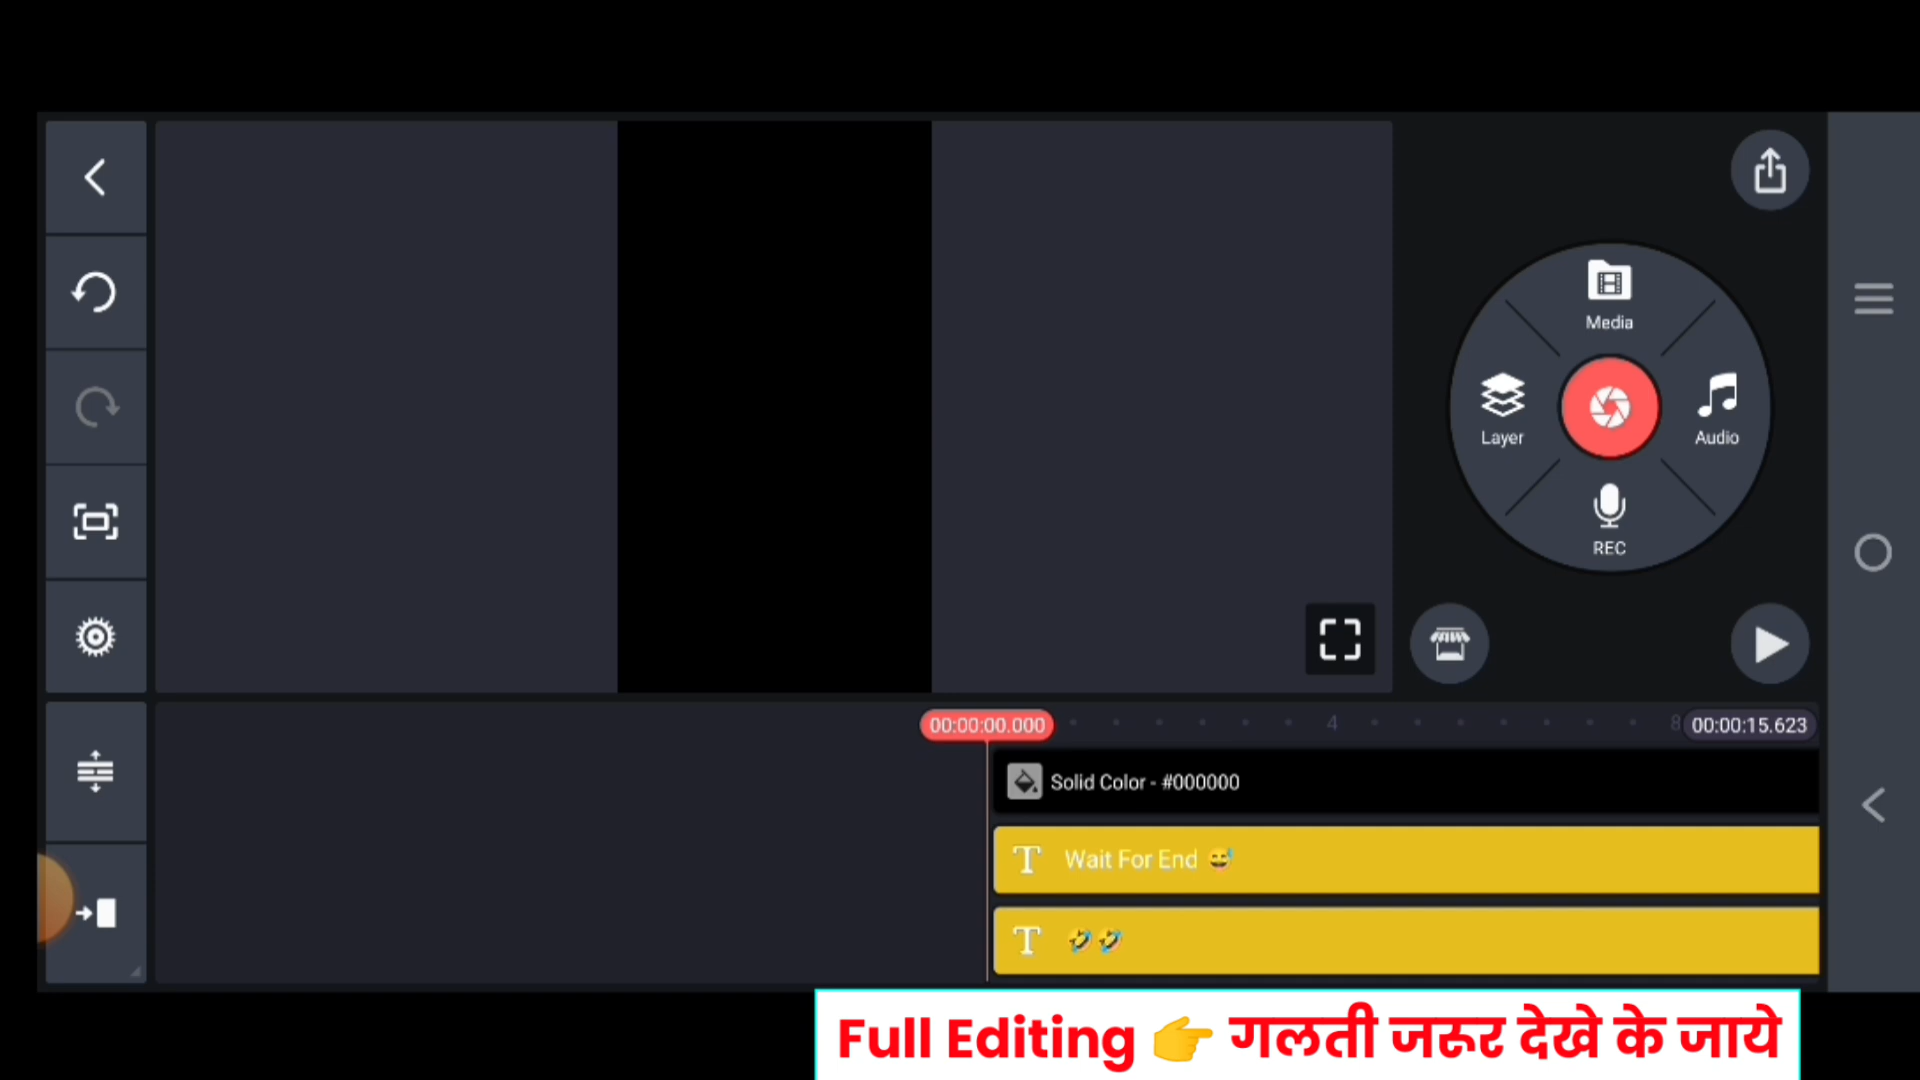 Media
Layer
Audio
REC
00:00:00.000
4
8
00:00:15.623
Solid Color - #000000
T Wait For End 😅
T 🤣🤣
Full Editing 👉 गलती जरूर देखे के जाये